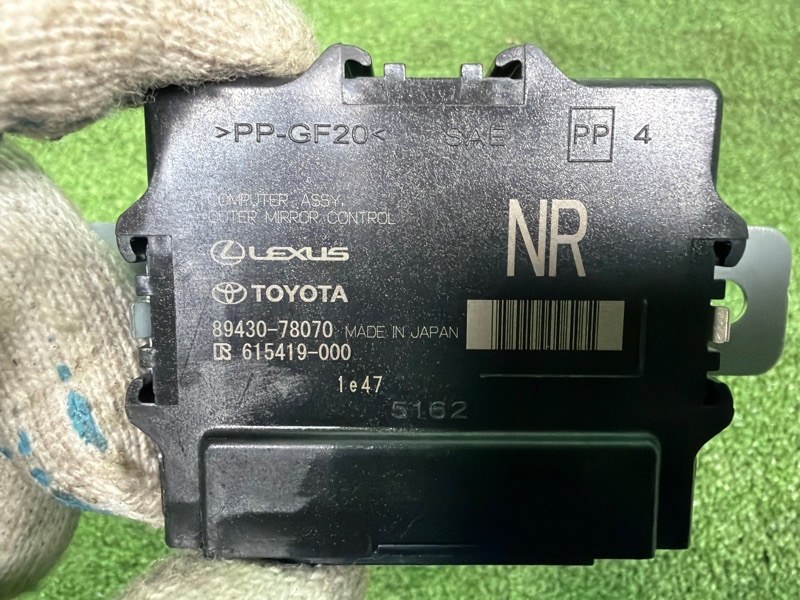 >PP-GF20< SAE PP 4
COMPUTER ASSY,
OUTER MIRROR CONTROL
NR
LEXUS
TOYOTA
89430-78070 MADE IN JAPAN
615419-000
1e47
5162